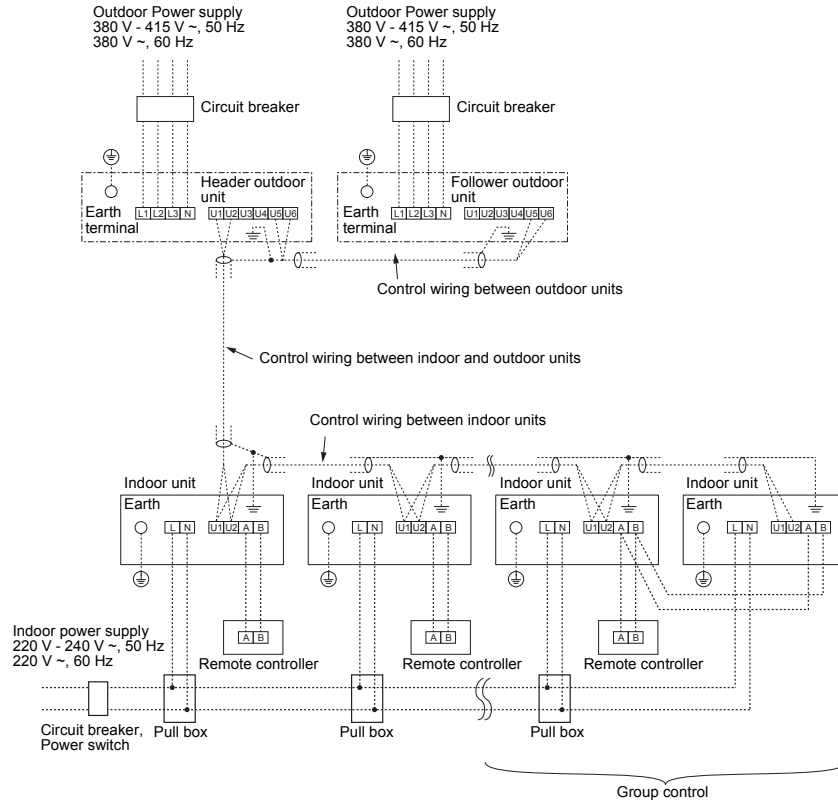 Outdoor Power supply
380 V - 415 V ~, 50 Hz
380 V ~, 60 Hz
Outdoor Power supply
380 V - 415 V ~, 50 Hz
380 V ~, 60 Hz
Circuit breaker
Circuit breaker
Header outdoor
unit
Earth
terminal
L1 L2 L3 N
U1 U2 U3 U4 U5 U6
Follower outdoor
unit
Earth
terminal
L1 L2 L3 N
U1 U2 U3 U4 U5 U6
Control wiring between outdoor units
Control wiring between indoor and outdoor units
Control wiring between indoor units
Indoor unit
Earth
L N
U1 U2 A B
Indoor unit
Earth
L N
U1 U2 A B
Indoor unit
Earth
L N
U1 U2 A B
Indoor unit
Earth
L N
U1 U2 A B
A B
Remote controller
A B
Remote controller
A B
Remote controller
Indoor power supply
220 V - 240 V ~, 50 Hz
220 V ~, 60 Hz
Circuit breaker,
Power switch
Pull box
Pull box
Pull box
Group control